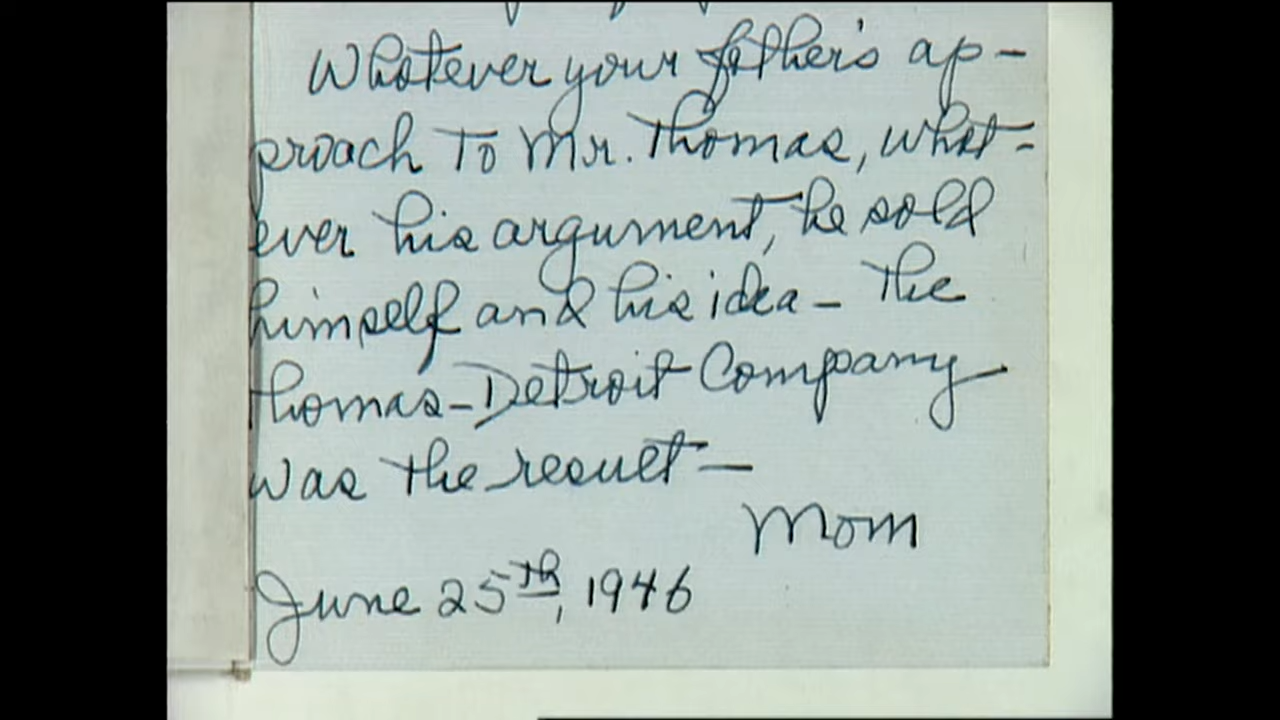 Whatever your father's ap-
proach to Mr. Thomas, what-
ever his argument, he sold
himself and his idea – the
Thomas–Detroit Company
was the result –
Mom
June 25th, 1946